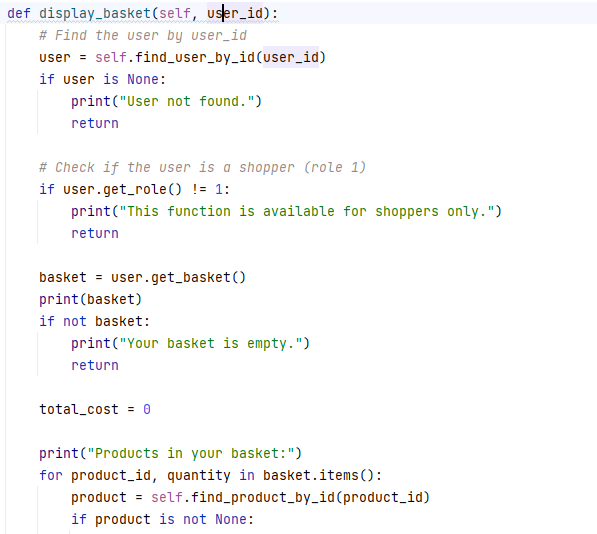 def display_basket(self, user_id):
    # Find the user by user_id
    user = self.find_user_by_id(user_id)
    if user is None:
        print("User not found.")
        return

    # Check if the user is a shopper (role 1)
    if user.get_role() != 1:
        print("This function is available for shoppers only.")
        return

    basket = user.get_basket()
    print(basket)
    if not basket:
        print("Your basket is empty.")
        return

    total_cost = 0

    print("Products in your basket:")
    for product_id, quantity in basket.items():
        product = self.find_product_by_id(product_id)
        if product is not None: